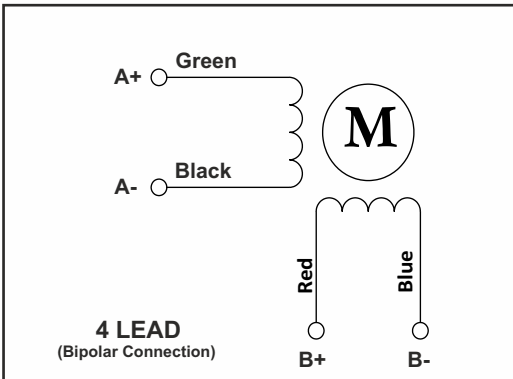 A+ Green
M
A- Black
Red
Blue
4 LEAD
(Bipolar Connection)
B+ B-